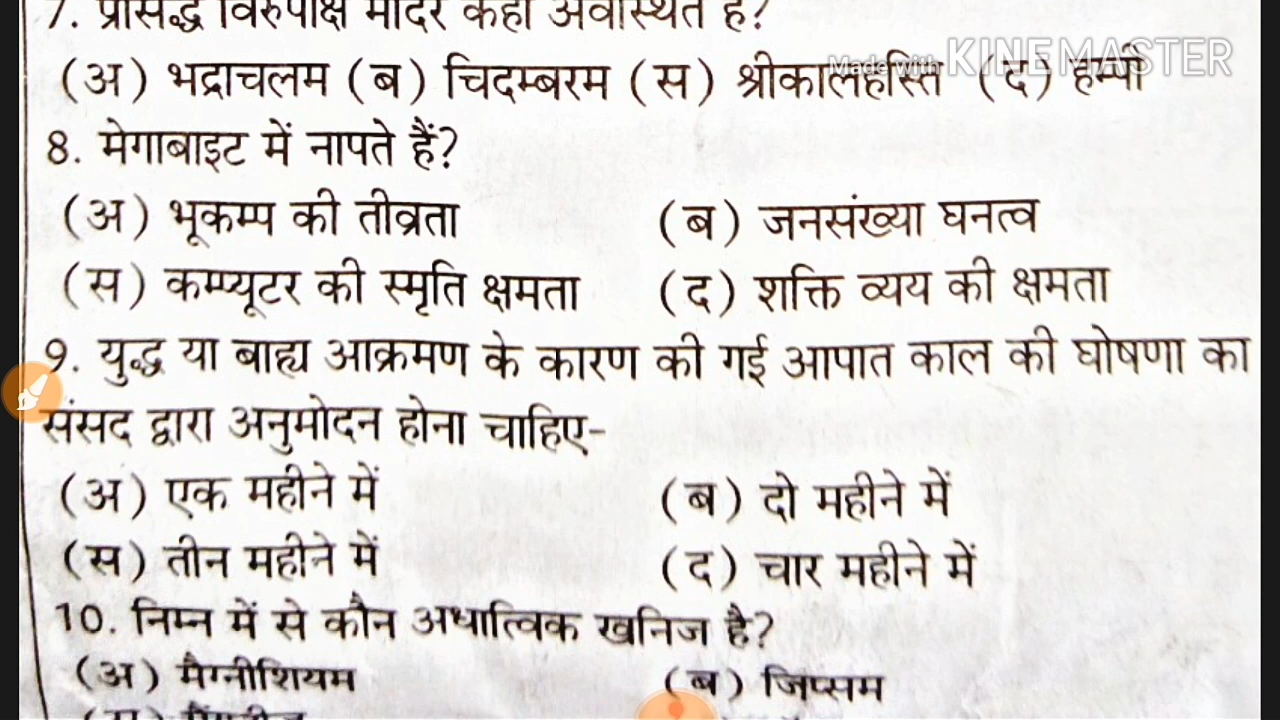 7. प्रसिद्ध विरुपाक्ष मंदिर कहाँ अवस्थित है?
Made with KINEMASTER
(अ) भद्राचलम (ब) चिदम्बरम (स) श्रीकालहस्ति (द) हम्पी
8. मेगाबाइट में नापते हैं?
(अ) भूकम्प की तीव्रता (ब) जनसंख्या घनत्व
(स) कम्प्यूटर की स्मृति क्षमता (द) शक्ति व्यय की क्षमता
9. युद्ध या बाह्य आक्रमण के कारण की गई आपात काल की घोषणा का
संसद द्वारा अनुमोदन होना चाहिए-
(अ) एक महीने में (ब) दो महीने में
(स) तीन महीने में (द) चार महीने में
10. निम्न में से कौन अधात्विक खनिज है?
(अ) मैग्नीशियम (ब) जिप्सम